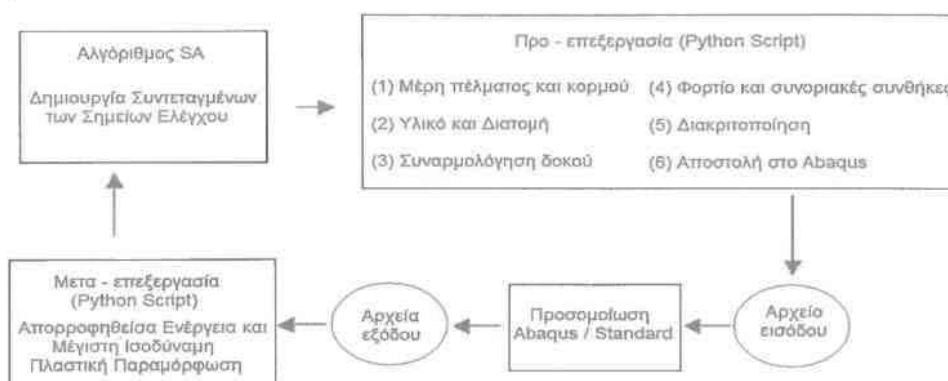 Αλγόριθμος SA
Δημιουργία Συντεταγμένων
των Σημείων Ελέγχου
Προ - επεξεργασία (Python Script)
(1) Μέρη πέλματος και κορμού
(2) Υλικό και Διατομή
(3) Συναρμολόγηση δοκού
(4) Φορτίο και συνοριακές συνθήκες
(5) Διακριτοποίηση
(6) Αποστολή στο Abaqus
Αρχείο
εισόδου
Προσομοίωση
Abaqus / Standard
Αρχεία
εξόδου
Μετα - επεξεργασία
(Python Script)
Απορροφηθείσα Ενέργεια και
Μέγιστη Ισοδύναμη
Πλαστική Παραμόρφωση